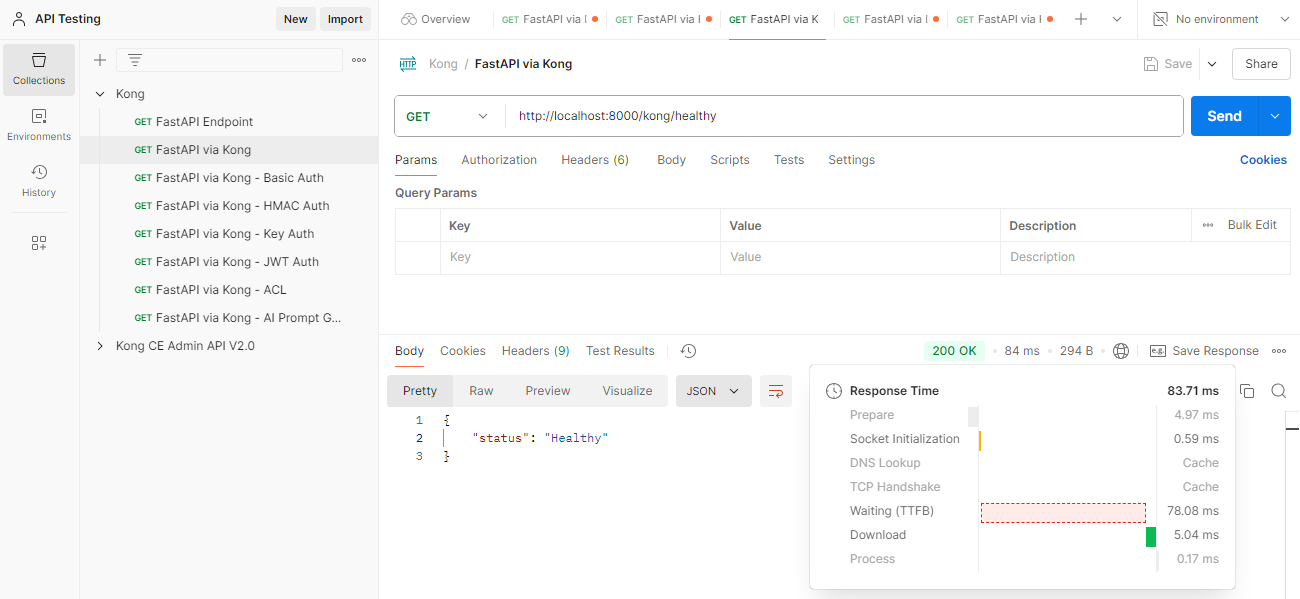 API Testing
New
Import
Overview
GET FastAPI via
GET FastAPI via
GET FastAPI via K
GET FastAPI via
GET FastAPI via
No environment
Collections
Environments
History
Kong
GET FastAPI Endpoint
GET FastAPI via Kong
GET FastAPI via Kong - Basic Auth
GET FastAPI via Kong - HMAC Auth
GET FastAPI via Kong - Key Auth
GET FastAPI via Kong - JWT Auth
GET FastAPI via Kong - ACL
GET FastAPI via Kong - AI Prompt G...
Kong CE Admin API V2.0
HTTP Kong / FastAPI via Kong
Save
Share
GET http://localhost:8000/kong/healthy
Send
Params Authorization Headers (6) Body Scripts Tests Settings
Cookies
Query Params
Key Value Description ••• Bulk Edit
Key Value Description
Body Cookies Headers (9) Test Results
200 OK • 84 ms • 294 B • e.g. Save Response
Pretty Raw Preview Visualize JSON
1 {
2 "status": "Healthy"
3 }
Response Time 83.71 ms
Prepare 4.97 ms
Socket Initialization 0.59 ms
DNS Lookup Cache
TCP Handshake Cache
Waiting (TTFB) 78.08 ms
Download 5.04 ms
Process 0.17 ms